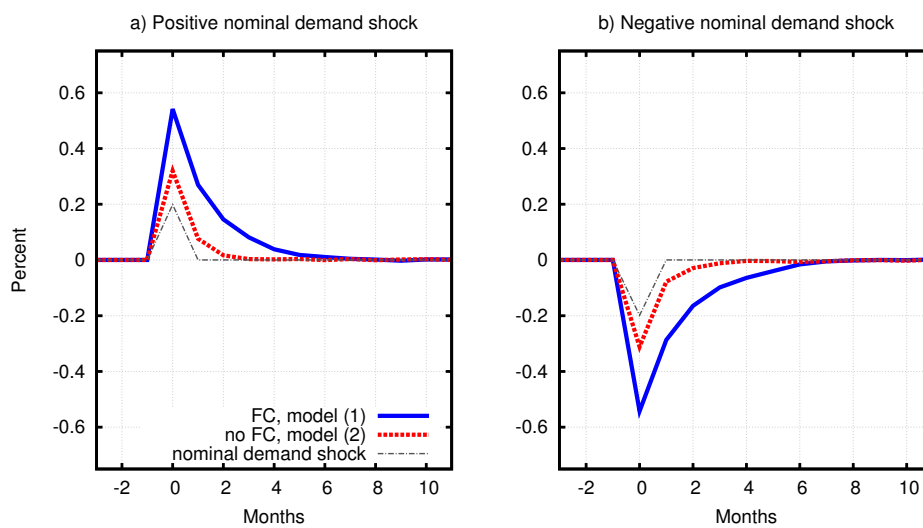 a) Positive nominal demand shock
b) Negative nominal demand shock
Percent
0.6
0.4
0.2
0
-0.2
-0.4
-0.6
FC, model (1)
no FC, model (2)
nominal demand shock
-2 0 2 4 6 8 10
Months
0.6
0.4
0.2
0
-0.2
-0.4
-0.6
-2 0 2 4 6 8 10
Months